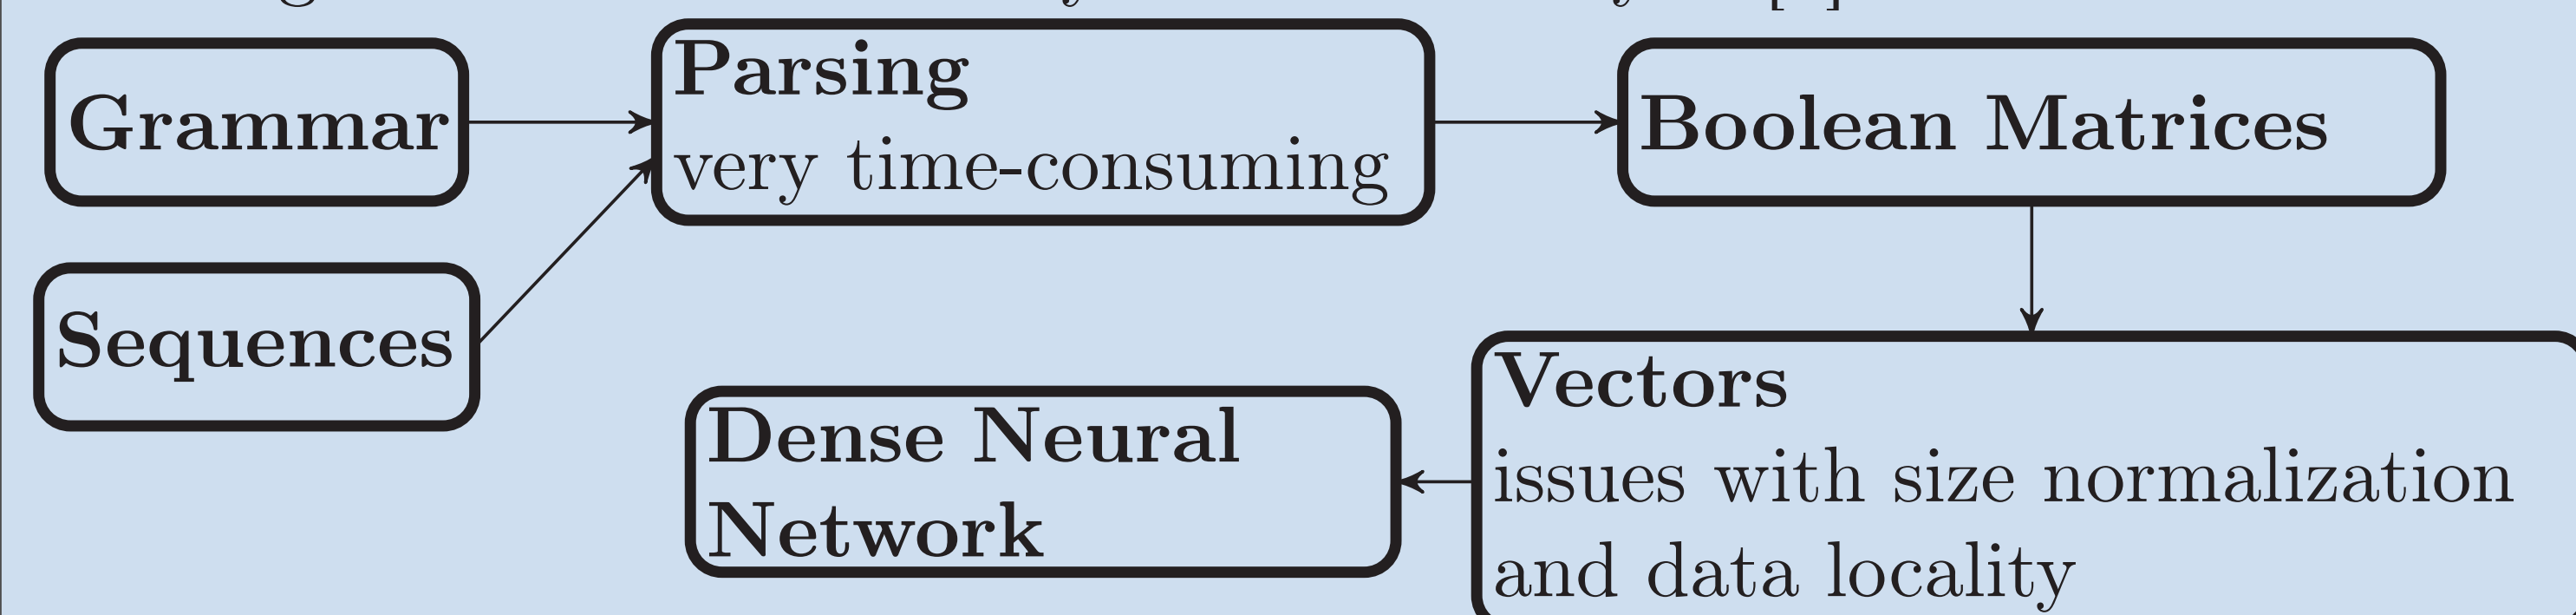 Grammar
Parsing
very time-consuming
Boolean Matrices
Sequences
Vectors
issues with size normalization
and data locality
Dense Neural
Network